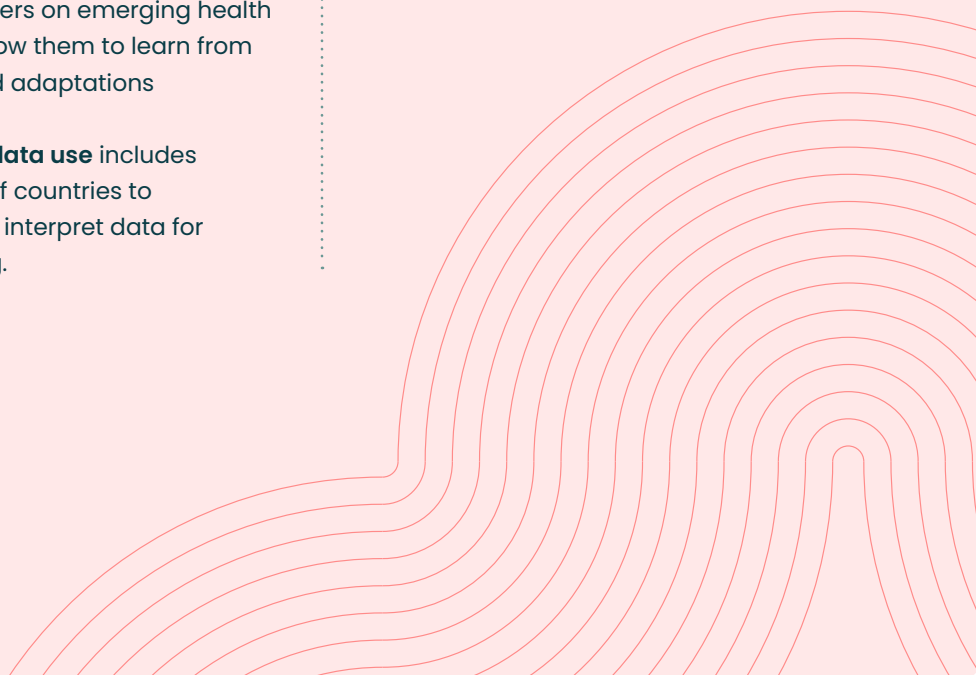 ers on emerging health
ow them to learn from
d adaptations
data use includes
f countries to
interpret data for
g.